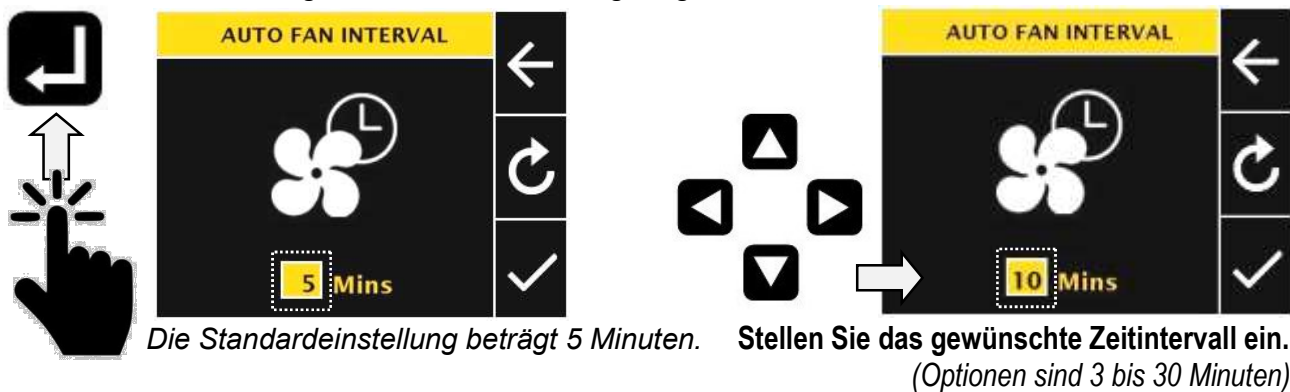 AUTO FAN INTERVAL
5 Mins
Die Standardeinstellung beträgt 5 Minuten.
AUTO FAN INTERVAL
10 Mins
Stellen Sie das gewünschte Zeitintervall ein.
(Optionen sind 3 bis 30 Minuten)